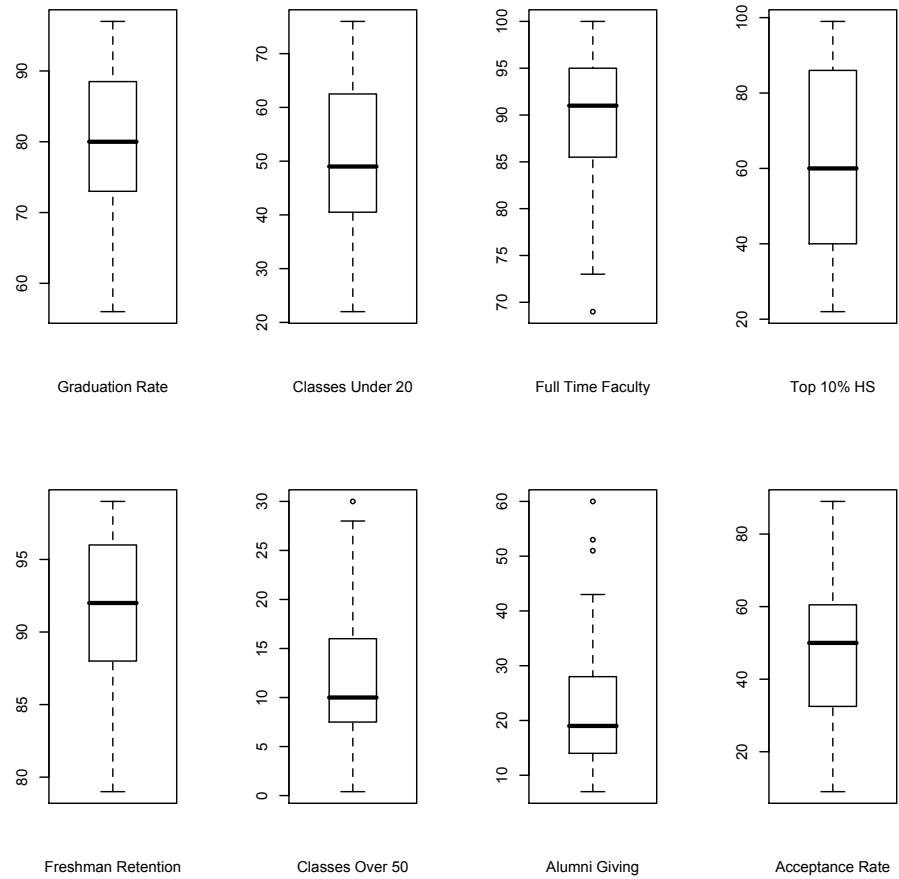 60 70 80 90
20 30 40 50 60 70
70 75 80 85 90 95 100
20 40 60 80 100
Graduation Rate
Classes Under 20
Full Time Faculty
Top 10% HS
80 85 90 95
0 5 10 15 20 25 30
10 20 30 40 50 60
20 40 60 80
Freshman Retention
Classes Over 50
Alumni Giving
Acceptance Rate